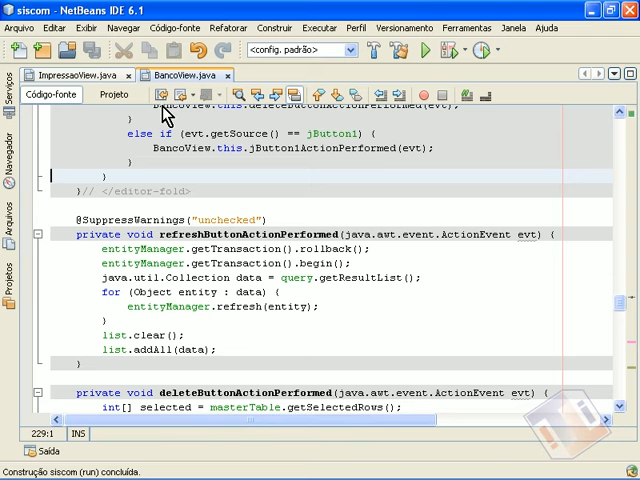 siscom - NetBeans IDE 6.1
Arquivo Editar Navegar Código-fonte Refatorar Construir Executar Perfil Versionamento Ferramentas Janela Ajuda
<config. padrão>
ImpressaoView.java BancoView.java
Código-fonte Projeto
Serviços
Navegador
Arquivos
Projetos
BancoView.this.deleteButtonActionPerformed(evt);
}
else if (evt.getSource() == jButton1) {
BancoView.this.jButton1ActionPerformed(evt);
}
}
}// </editor-fold>
@SuppressWarnings("unchecked")
private void refreshButtonActionPerformed(java.awt.event.ActionEvent evt) {
entityManager.getTransaction().rollback();
entityManager.getTransaction().begin();
java.util.Collection data = query.getResultList();
for (Object entity : data) {
entityManager.refresh(entity);
}
list.clear();
list.addAll(data);
}
private void deleteButtonActionPerformed(java.awt.event.ActionEvent evt) {
int[] selected = masterTable.getSelectedRows();
229:1 INS
Saída
Construção siscom (run) concluída.